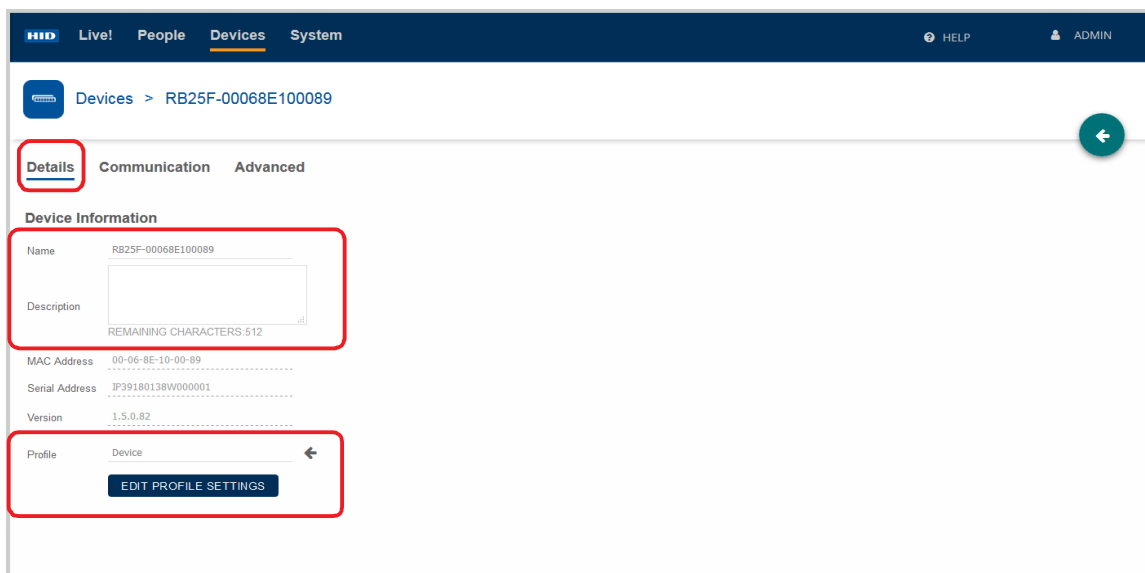 HID Live! People Devices System HELP ADMIN
Devices > RB25F-00068E100089
Details Communication Advanced
Device Information
Name RB25F-00068E100089
Description
REMAINING CHARACTERS:512
MAC Address 00-06-8E-10-00-89
Serial Address IP39180138W000001
Version 1.5.0.82
Profile Device
EDIT PROFILE SETTINGS